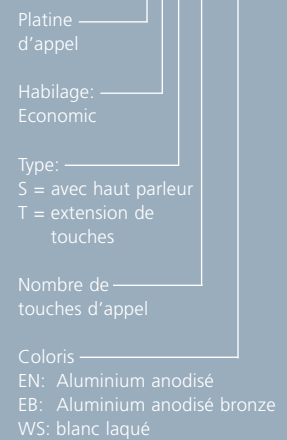 Platine
d'appel
Habilage:
Economic
Type:
S = avec haut parleur
T = extension de
touches
Nombre de
touches d'appel
Coloris
EN: Aluminium anodisé
EB: Aluminium anodisé bronze
WS: blanc laqué